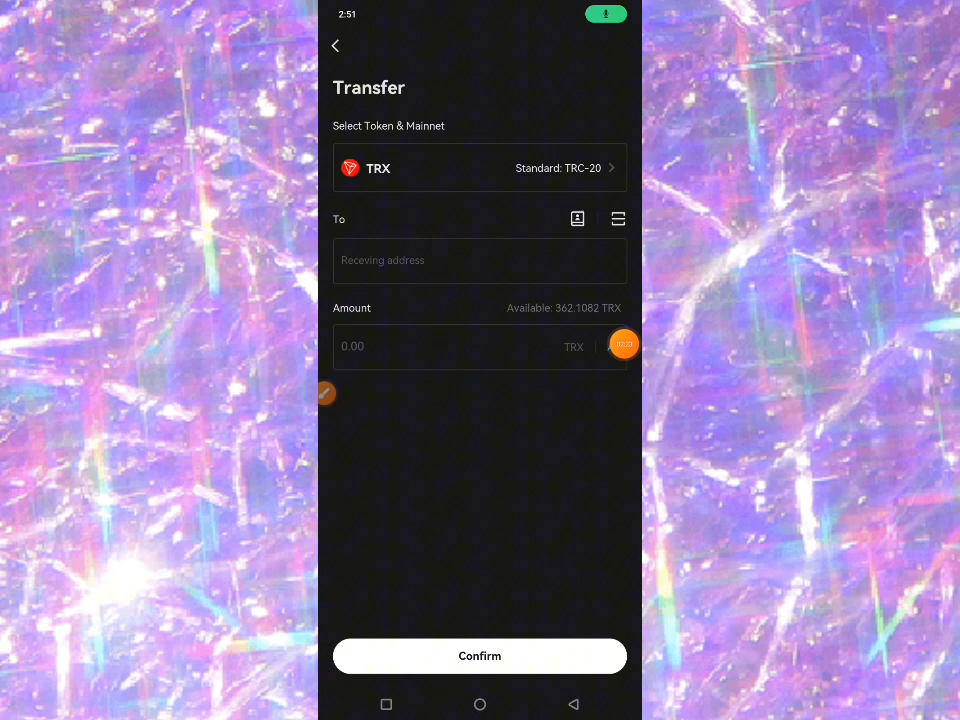 2:51
Transfer
Select Token & Mainnet
TRX Standard: TRC-20
To
Receving address
Amount Available: 362.1082 TRX
0.00 TRX
Confirm